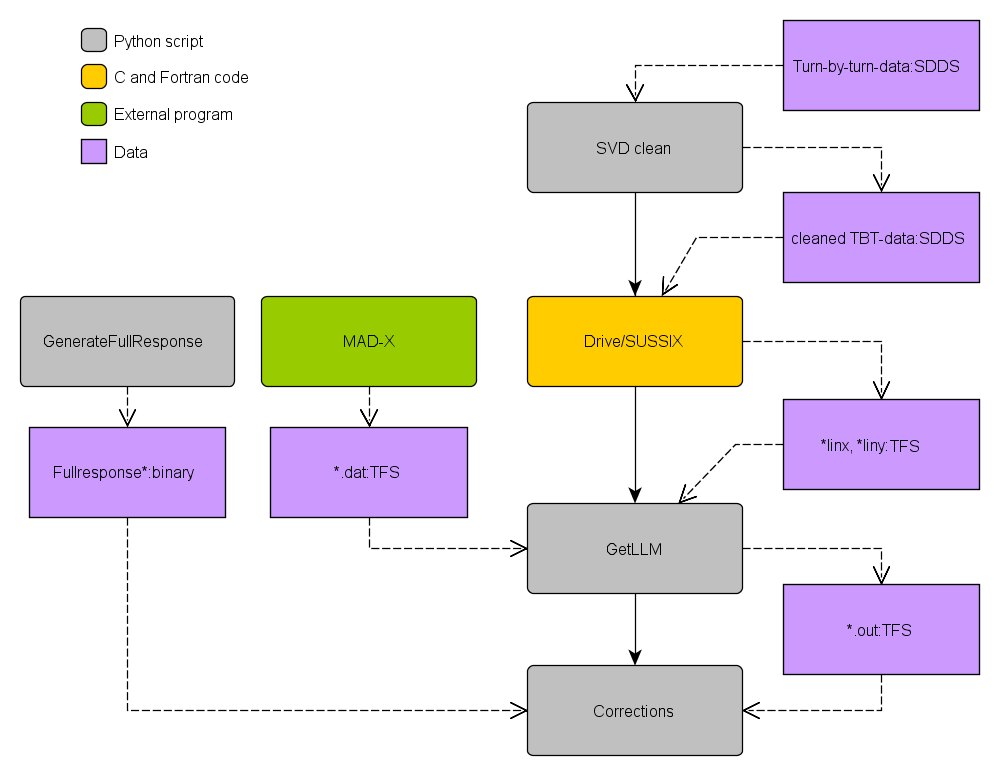 Python script
C and Fortran code
External program
Data
Turn-by-turn-data:SDDS
SVD clean
cleaned TBT-data:SDDS
GenerateFullResponse
MAD-X
Drive/SUSSIX
Fullresponse*:binary
*.dat:TFS
*linx, *liny:TFS
GetLLM
*.out:TFS
Corrections